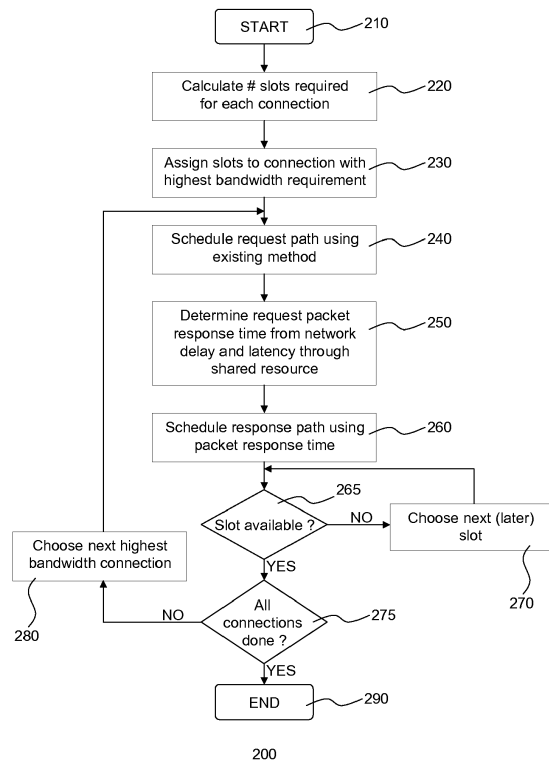 START
210
Calculate # slots required
for each connection
220
Assign slots to connection with
highest bandwidth requirement
230
Schedule request path using
existing method
240
Determine request packet
response time from network
delay and latency through
shared resource
250
Schedule response path using
packet response time
260
265
Slot available ?
NO
Choose next (later)
slot
270
YES
Choose next highest
bandwidth connection
280
NO
All
connections
done ?
275
YES
END
290
200